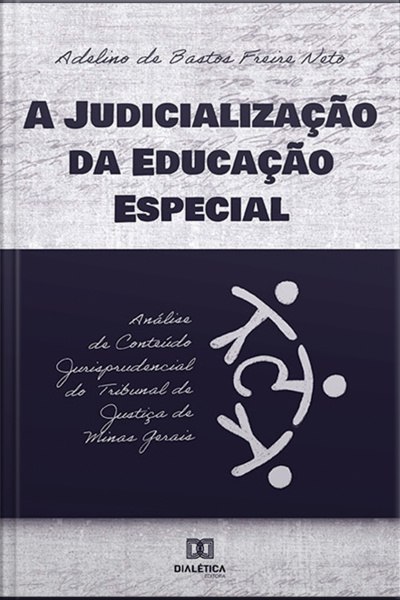 Adelino de Bastos Freire Neto
A JUDICIALIZAÇÃO
DA EDUCAÇÃO
ESPECIAL
Análise
de Conteúdo
Jurisprudencial
do Tribunal de
Justiça de
Minas Gerais
DIALÉTICA
EDITORA